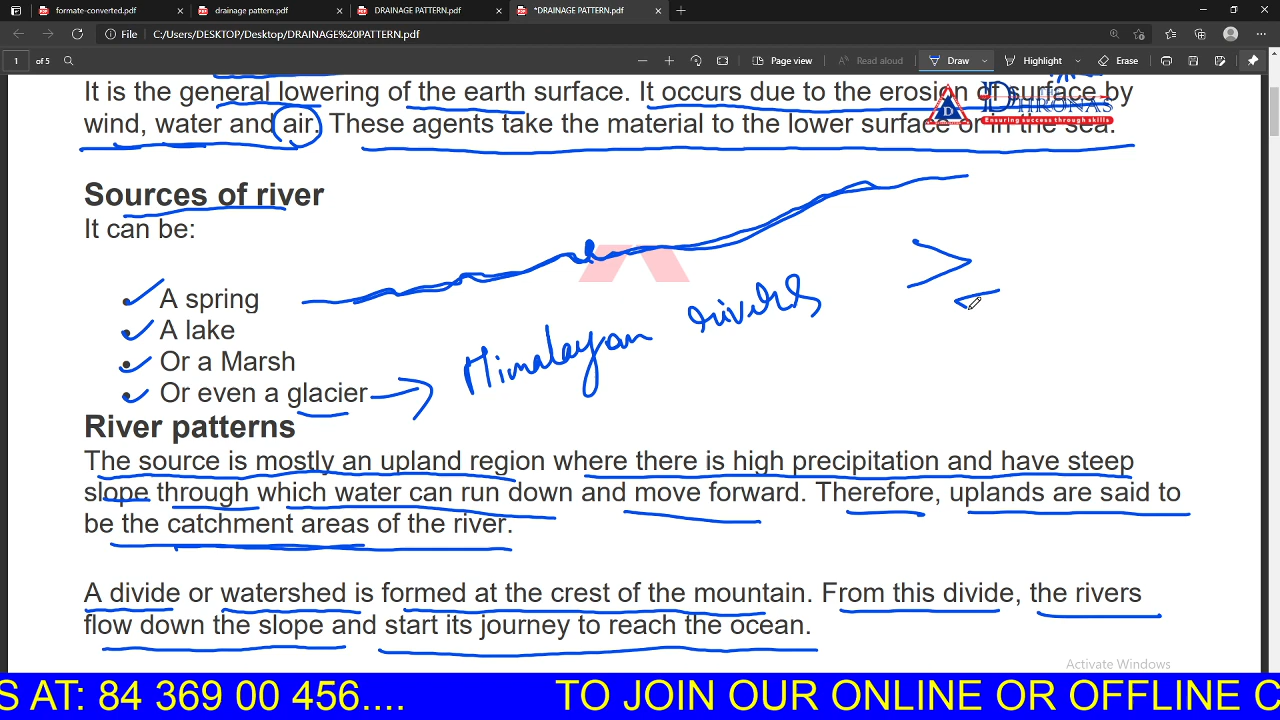 formate-converted.pdf
drainage pattern.pdf
DRAINAGE PATTERN.pdf
*DRAINAGE PATTERN.pdf
File
C:/Users/DESKTOP/Desktop/DRAINAGE%20PATTERN.pdf
1 of 5
Page view
Read aloud
Draw
Highlight
Erase
It is the general lowering of the earth surface. It occurs due to the erosion of surface by
wind, water and air. These agents take the material to the lower surface or in the sea.
DHRONAS
Ensuring success through skills
Sources of river
It can be:
• A spring
• A lake
• Or a Marsh
• Or even a glacier
Himalayan rivers
River patterns
The source is mostly an upland region where there is high precipitation and have steep
slope through which water can run down and move forward. Therefore, uplands are said to
be the catchment areas of the river.
A divide or watershed is formed at the crest of the mountain. From this divide, the rivers
flow down the slope and start its journey to reach the ocean.
Activate Windows
S AT: 84 369 00 456.... TO JOIN OUR ONLINE OR OFFLINE C